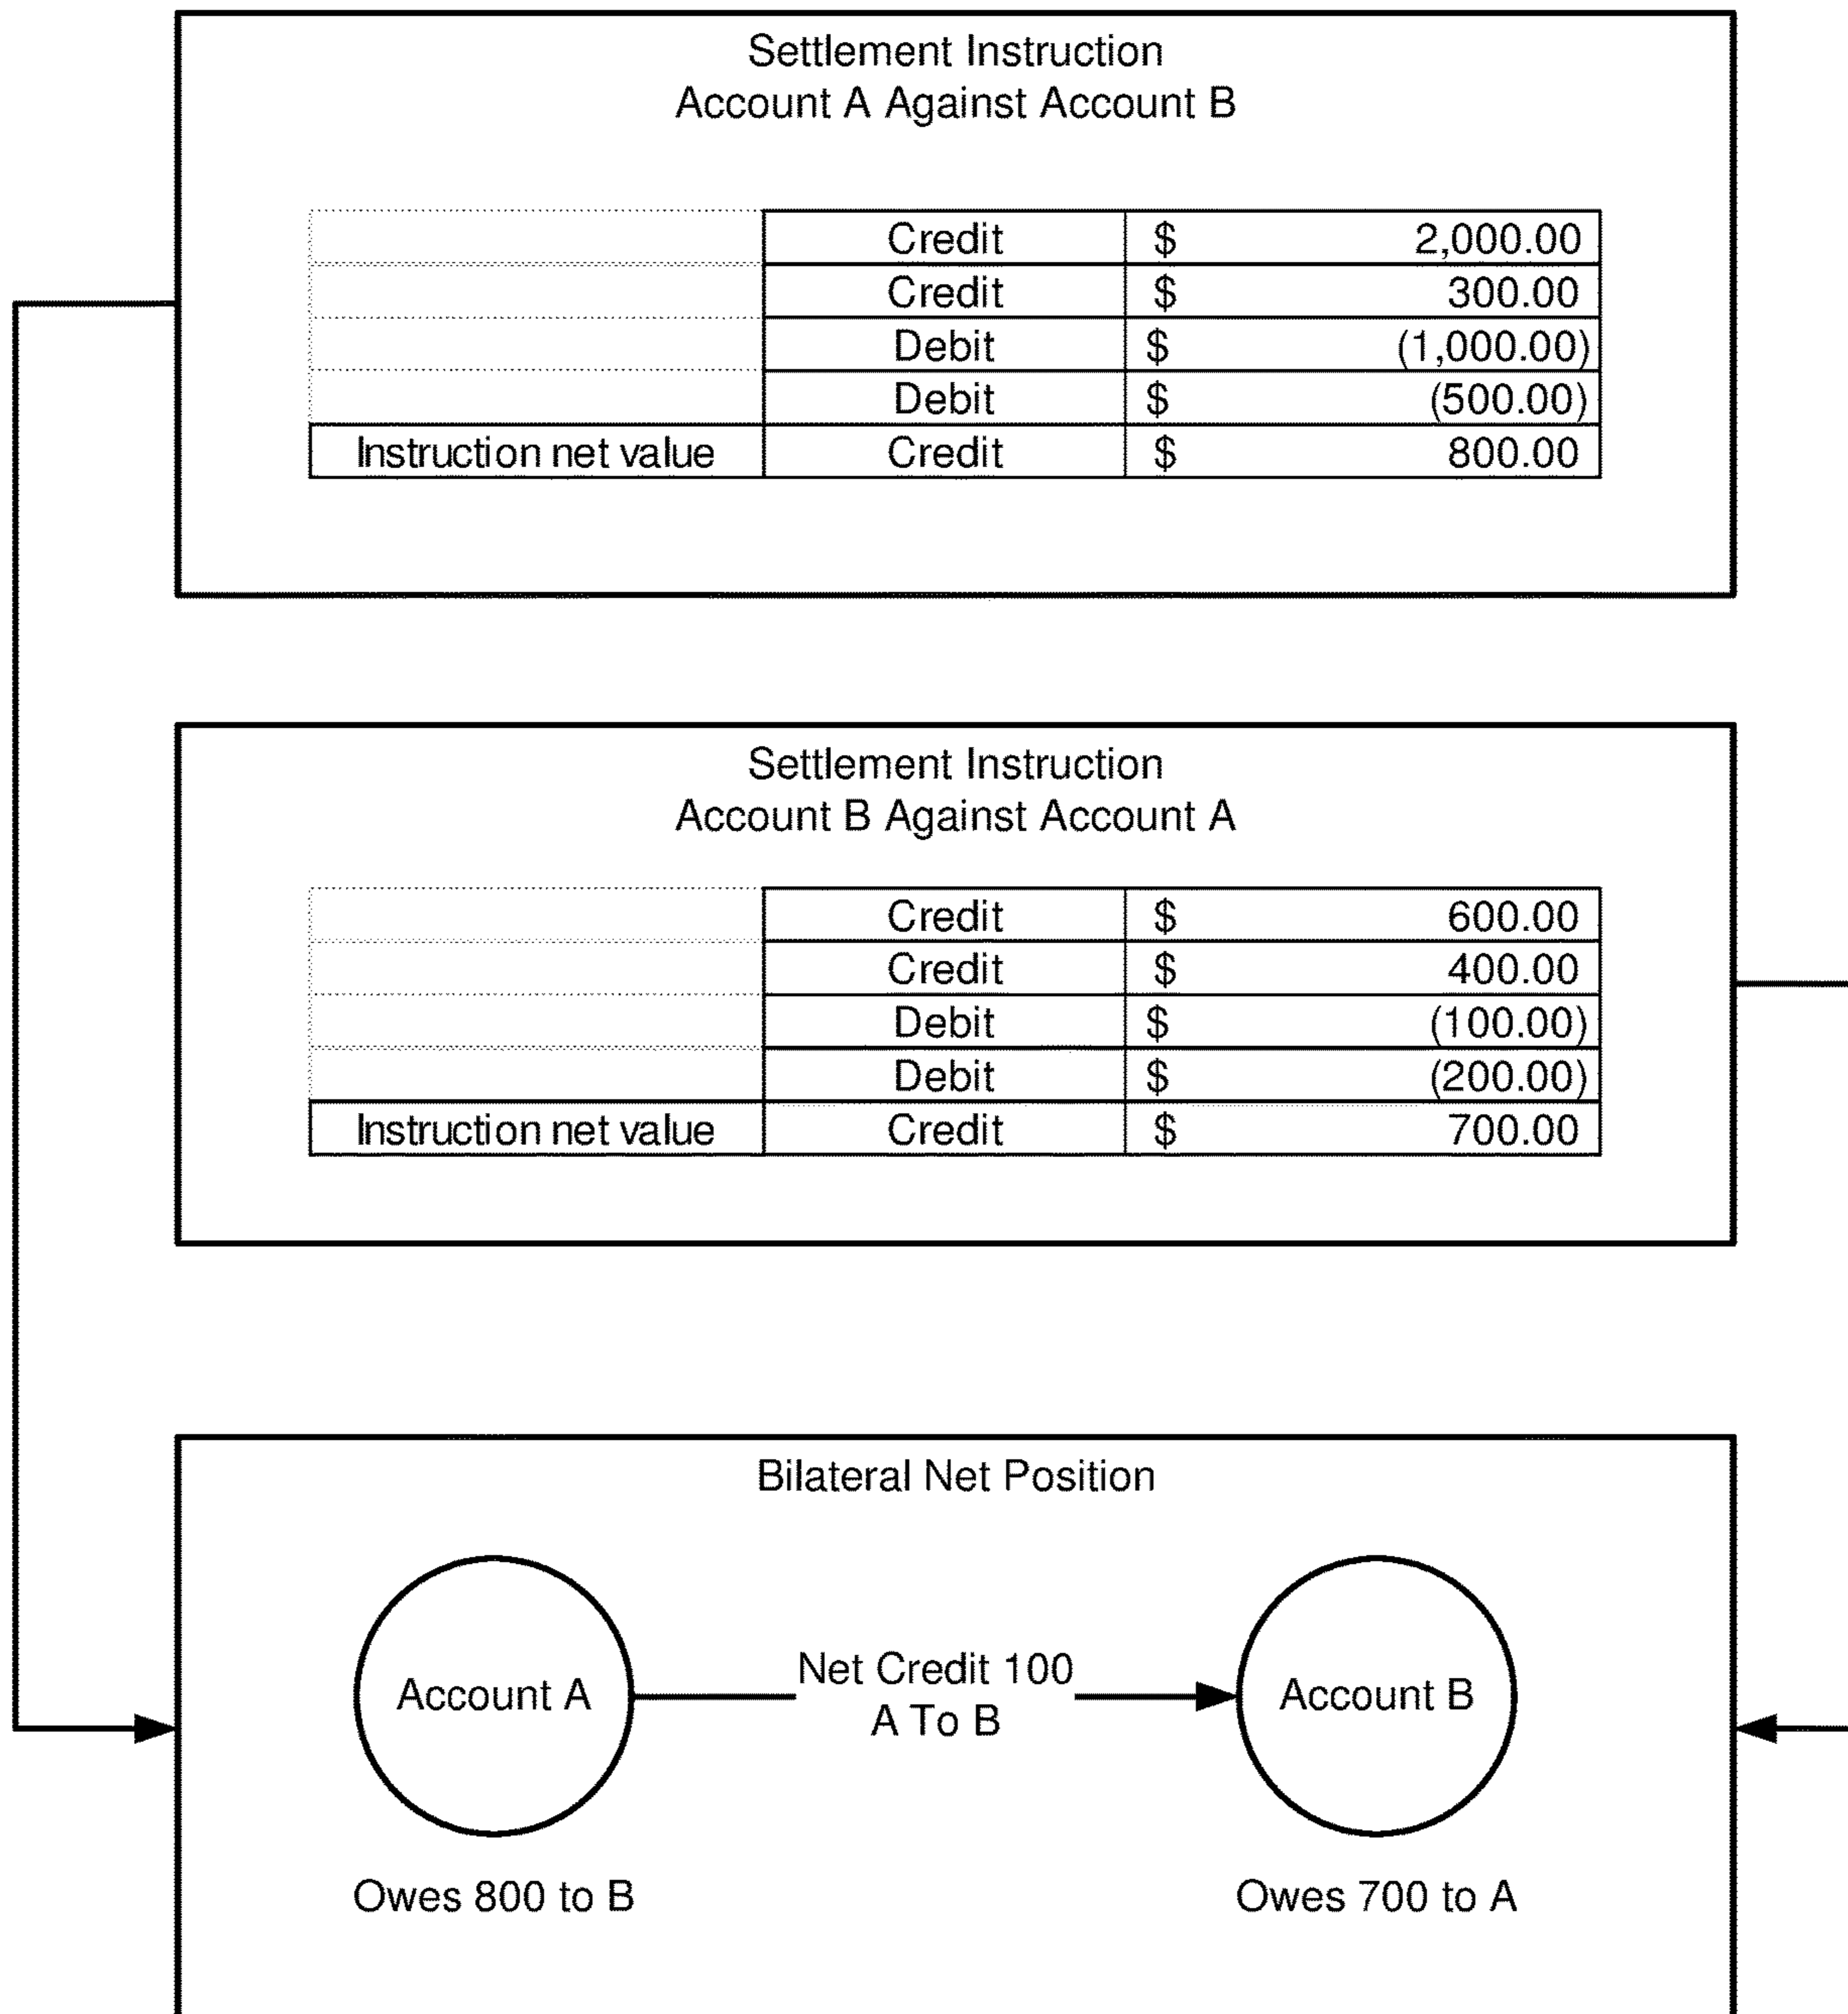 Settlement Instruction
Account A Against Account B
Credit $ 2,000.00
Credit $ 300.00
Debit $ (1,000.00)
Debit $ (500.00)
Instruction net value Credit $ 800.00
Settlement Instruction
Account B Against Account A
Credit $ 600.00
Credit $ 400.00
Debit $ (100.00)
Debit $ (200.00)
Instruction net value Credit $ 700.00
Bilateral Net Position
Account A
Net Credit 100
A To B
Account B
Owes 800 to B
Owes 700 to A